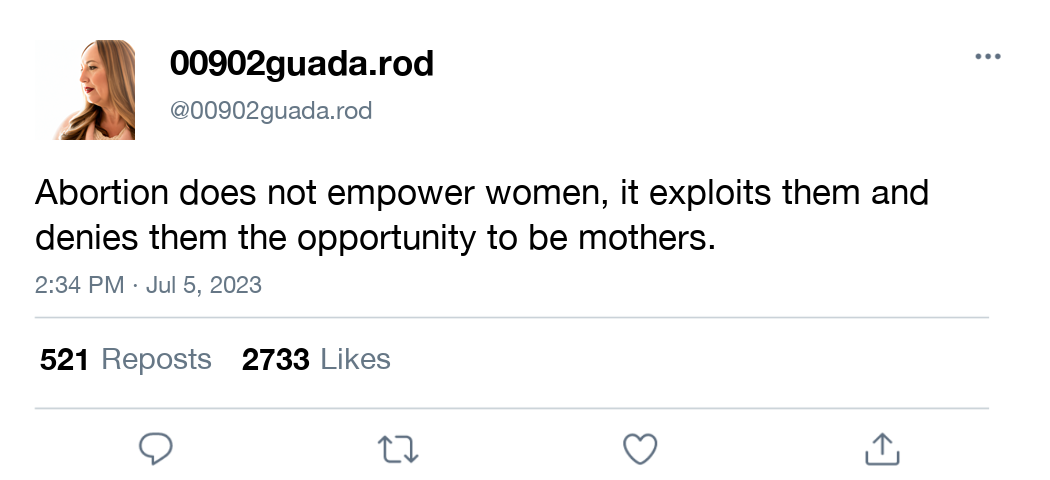 00902guada.rod
@00902guada.rod
Abortion does not empower women, it exploits them and
denies them the opportunity to be mothers.
2:34 PM · Jul 5, 2023
521 Reposts 2733 Likes